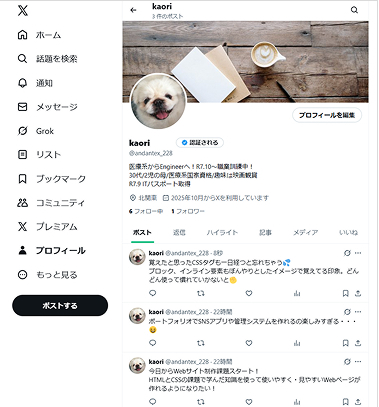 kaori
3 件のポスト
ホーム
話題を検索
通知
メッセージ
Grok
リスト
ブックマーク
コミュニティ
プレミアム
プロフィール
もっと見る
ポストする
プロフィールを編集
kaori 認証される
@andantex_228
医療系からEngineerへ！R7.10～職業訓練中！
30代/2児の母/医療系国家資格/趣味は映画観賞
R7.9 ITパスポート取得
北関東 2025年10月からXを利用しています
6 フォロー中 1 フォロワー
ポスト 返信 ハイライト 記事 メディア いいね
kaori @andantex_228 · 8秒
覚えたと思ったCSSタグも一日経つと忘れちゃう💦
ブロック、インライン要素もぼんやりとしたイメージで覚えてる印象。どん
どん使って慣れていかないと
kaori @andantex_228 · 22時間
ポートフォリオでSNSアプリや管理システムを作れるの楽しみすぎる・・・
kaori @andantex_228 · 22時間
今日からWebサイト制作課題スタート！
HTMLとCSSの課題で学んだ知識を使って使いやすく・見やすいWebページが
作れるようになりたい！